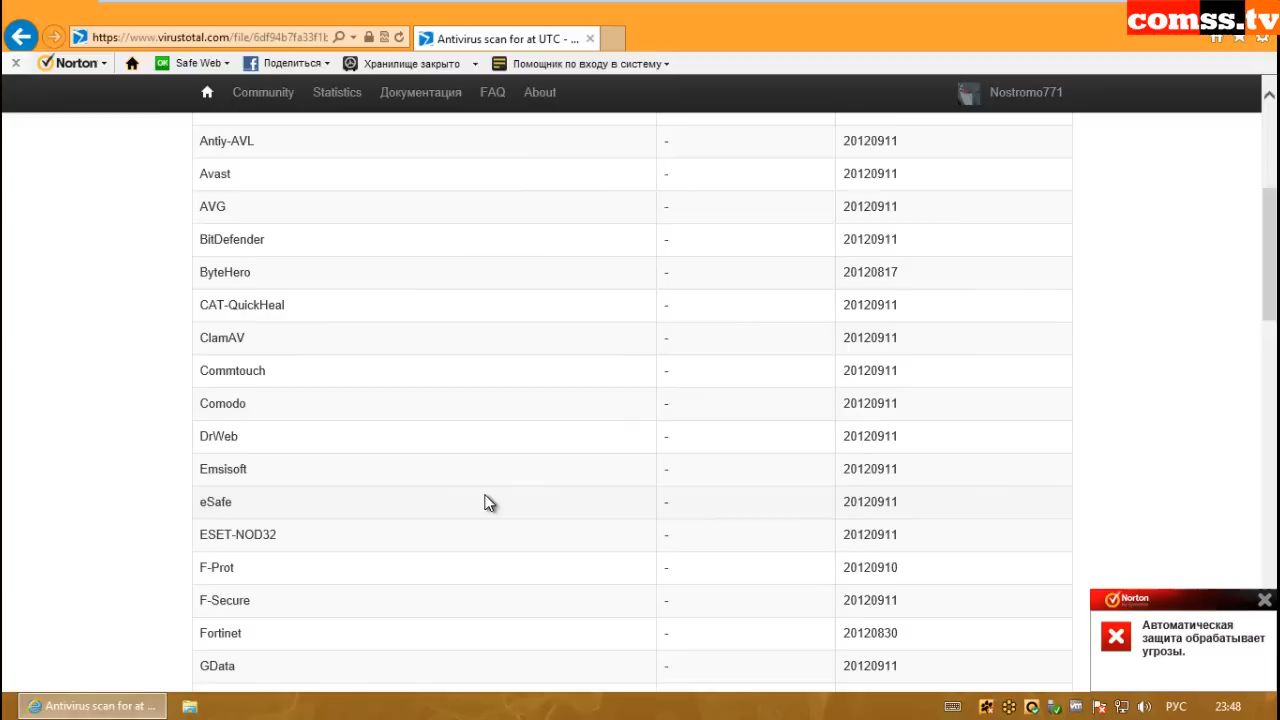 comss.tv
https://www.virustotal.com/file/6df94b7fa33f1b
Antivirus scan for at UTC - ...
Norton
OK Safe Web
Поделиться
Хранилище закрыто
Помощник по входу в систему
Community Statistics Документация FAQ About Nostromo771
Antiy-AVL - 20120911
Avast - 20120911
AVG - 20120911
BitDefender - 20120911
ByteHero - 20120817
CAT-QuickHeal - 20120911
ClamAV - 20120911
Commtouch - 20120911
Comodo - 20120911
DrWeb - 20120911
Emsisoft - 20120911
eSafe - 20120911
ESET-NOD32 - 20120911
F-Prot - 20120910
F-Secure - 20120911
Fortinet - 20120830
GData - 20120911
Norton
Автоматическая
защита обрабатывает
угрозы.
Antivirus scan for at ...
РУС
23:48